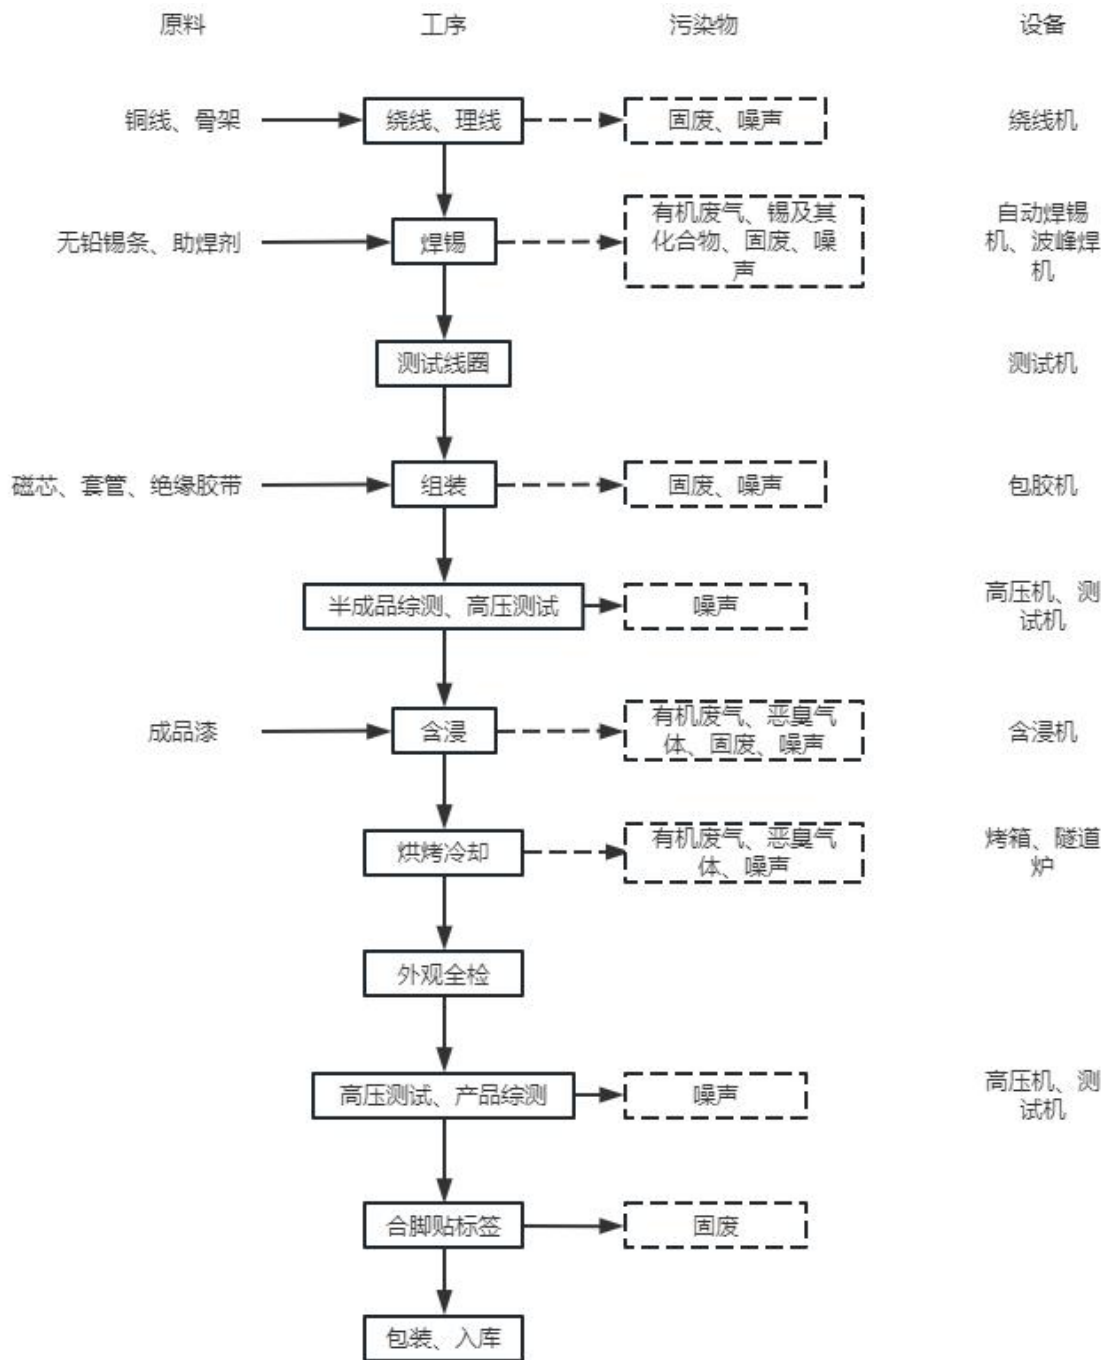 原料 工序 污染物 设备
铜线、骨架 绕线、理线 固废、噪声 绕线机
无铅锡条、助焊剂 焊锡 有机废气、锡及其
化合物、固废、噪
声 自动焊锡
机、波峰焊
机
测试线圈 测试机
磁芯、套管、绝缘胶带 组装 固废、噪声 包胶机
半成品综测、高压测试 噪声 高压机、测
试机
成品漆 含浸 有机废气、恶臭气
体、固废、噪声 含浸机
烘烤冷却 有机废气、恶臭气
体、噪声 烤箱、隧道
炉
外观全检
高压测试、产品综测 噪声 高压机、测
试机
合脚贴标签 固废
包装、入库